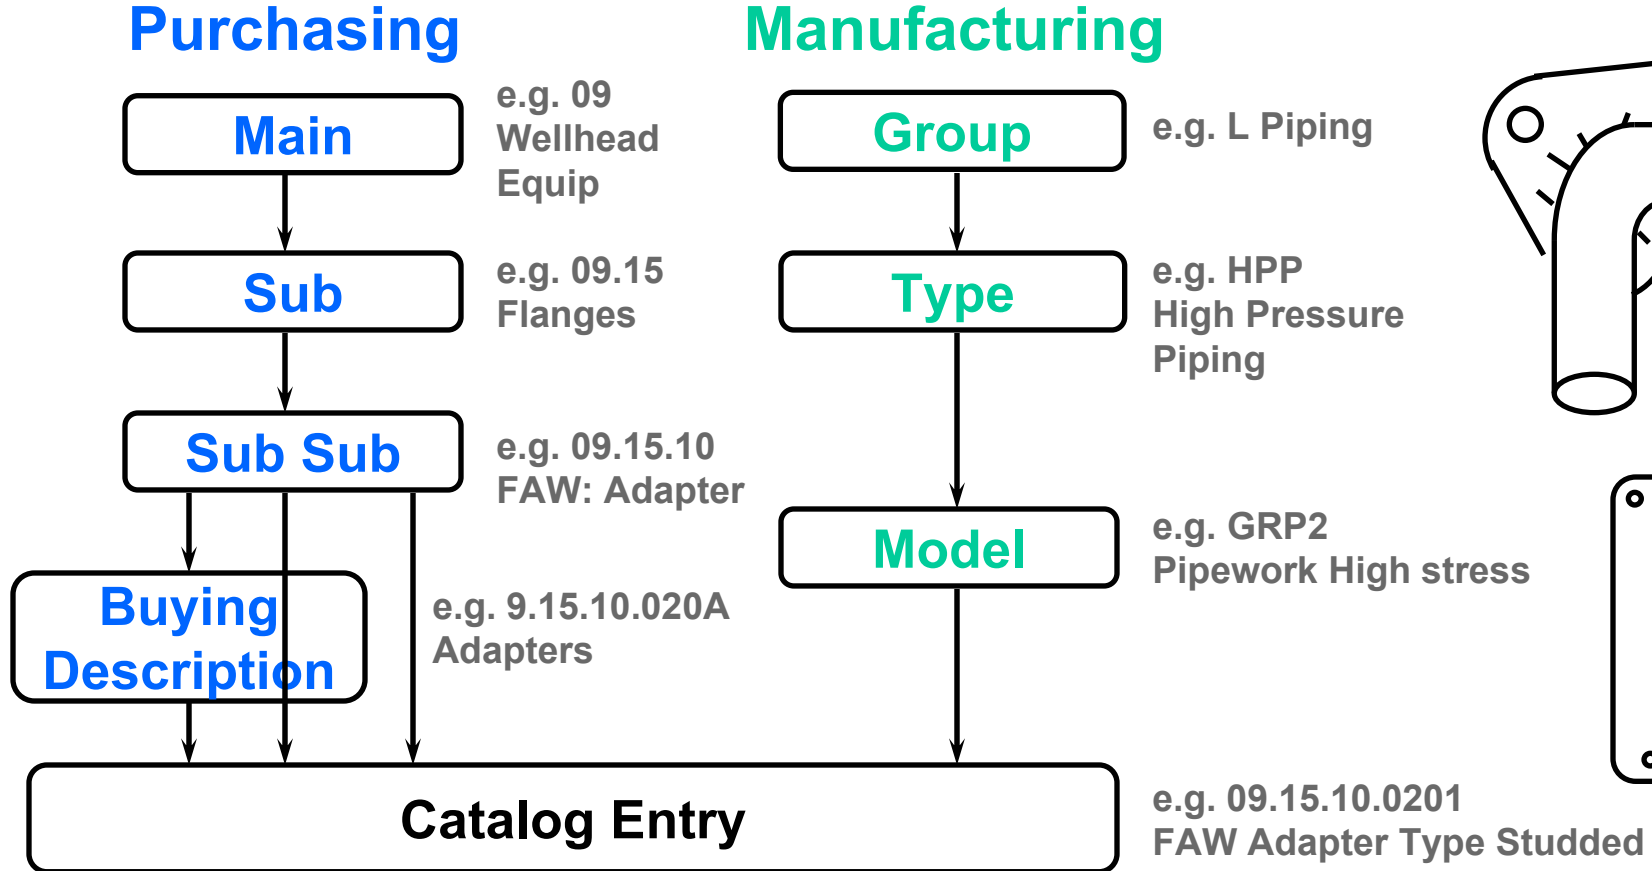 Purchasing
Manufacturing
Main
e.g. 09
Wellhead
Equip
Group
e.g. L Piping
Sub
e.g. 09.15
Flanges
Type
e.g. HPP
High Pressure
Piping
Sub Sub
e.g. 09.15.10
FAW: Adapter
Model
e.g. GRP2
Pipework High stress
Buying
Description
e.g. 9.15.10.020A
Adapters
Catalog Entry
e.g. 09.15.10.0201
FAW Adapter Type Studded